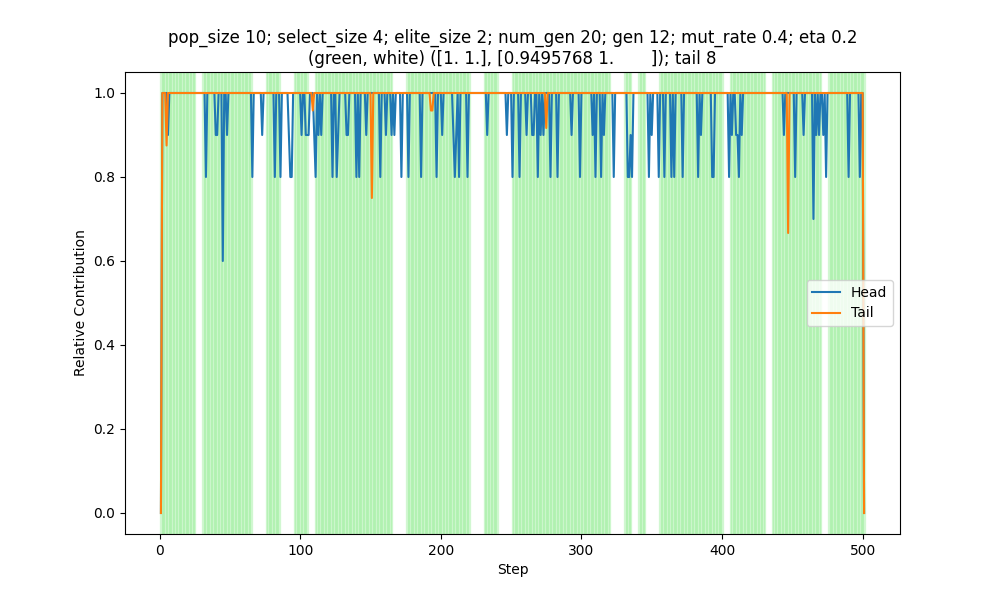 pop_size 10; select_size 4; elite_size 2; num_gen 20; gen 12; mut_rate 0.4; eta 0.2
(green, white) ([1. 1.], [0.9495768 1.        ]); tail 8
Relative Contribution
1.0
0.8
0.6
0.4
0.2
0.0
Head
Tail
0
100
200
300
400
500
Step